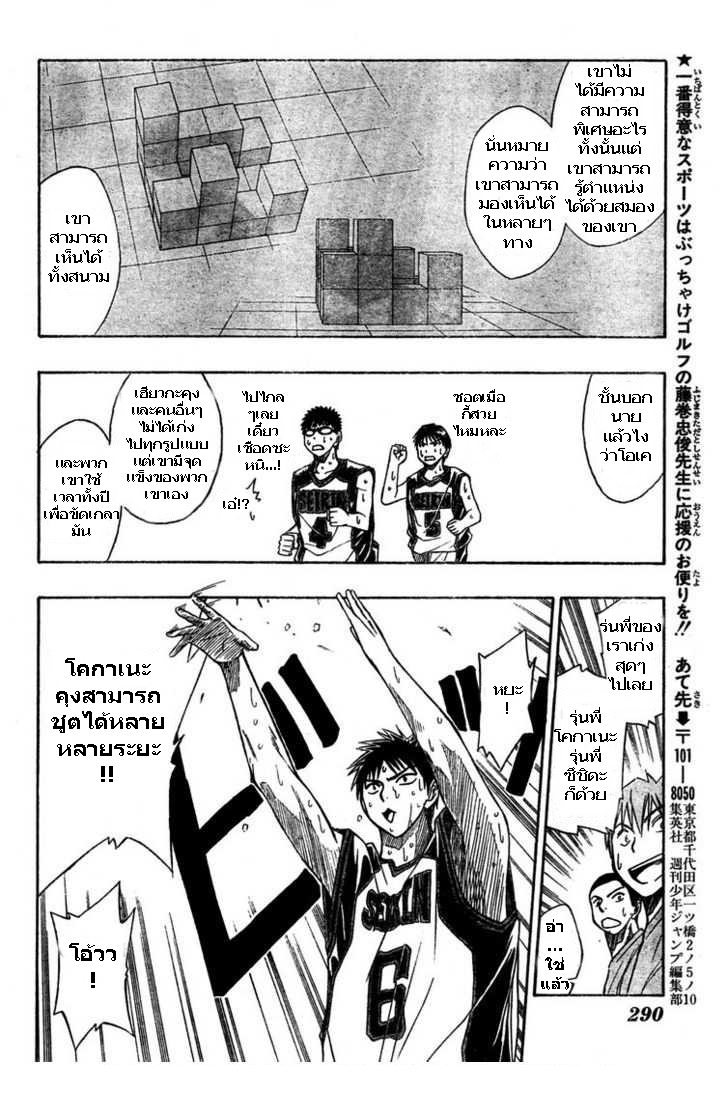 เขาไม่
ได้มีความ
สามารถ
พิเศษอะไร
ทั้งนั้นแต่
เขาสามารถ
รู้ตำแหน่ง
ได้ด้วยสมอง
ของเขา
นั่นหมาย
ความว่า
เขาสามารถ
มองเห็นได้
ในหลายๆ
ทาง
เขา
สามารถ
เห็นได้
ทั้งสนาม
ชั้นบอก
นาย
แล้วไง
ว่าโอเค
ชอตเมื่อ
กี้สวย
ไหมหละ
ไปไกล
ๆเลย
เดี๋ยว
เชือดซะ
หนิ...!
เอ๋!?
เฮียวกะคุง
และคนอื่นๆ
ไม่ได้เก่ง
ไปทุกรูปแบบ
แต่เขามีจุด
แข็งของพวก
เขาเอง
และพวก
เขาใช้
เวลาทั้งปี
เพื่อขัดเกลา
มัน
SEIRIN
4
SEIRIN
5
รุ่นพี่ของ
เราเก่ง
สุดๆ
ไปเลย
รุ่นพี่
โคกาเนะ
รุ่นพี่
ซึชิดะ
ก็ด้วย
หยะ
!
อ่า
...
ใช่
แล้ว
โคกาเนะ
คุงสามารถ
ชูตได้หลาย
หลายระยะ
!!
โอ้วว
!
SEIRIN
6
290
★一番得意なスポーツはぶっちゃけゴルフの藤巻忠俊先生に応援のお便りを!! あて先➡〒101—8050東京都千代田区一ツ橋2ノ5ノ10
集英社 週刊少年ジャンプ編集部